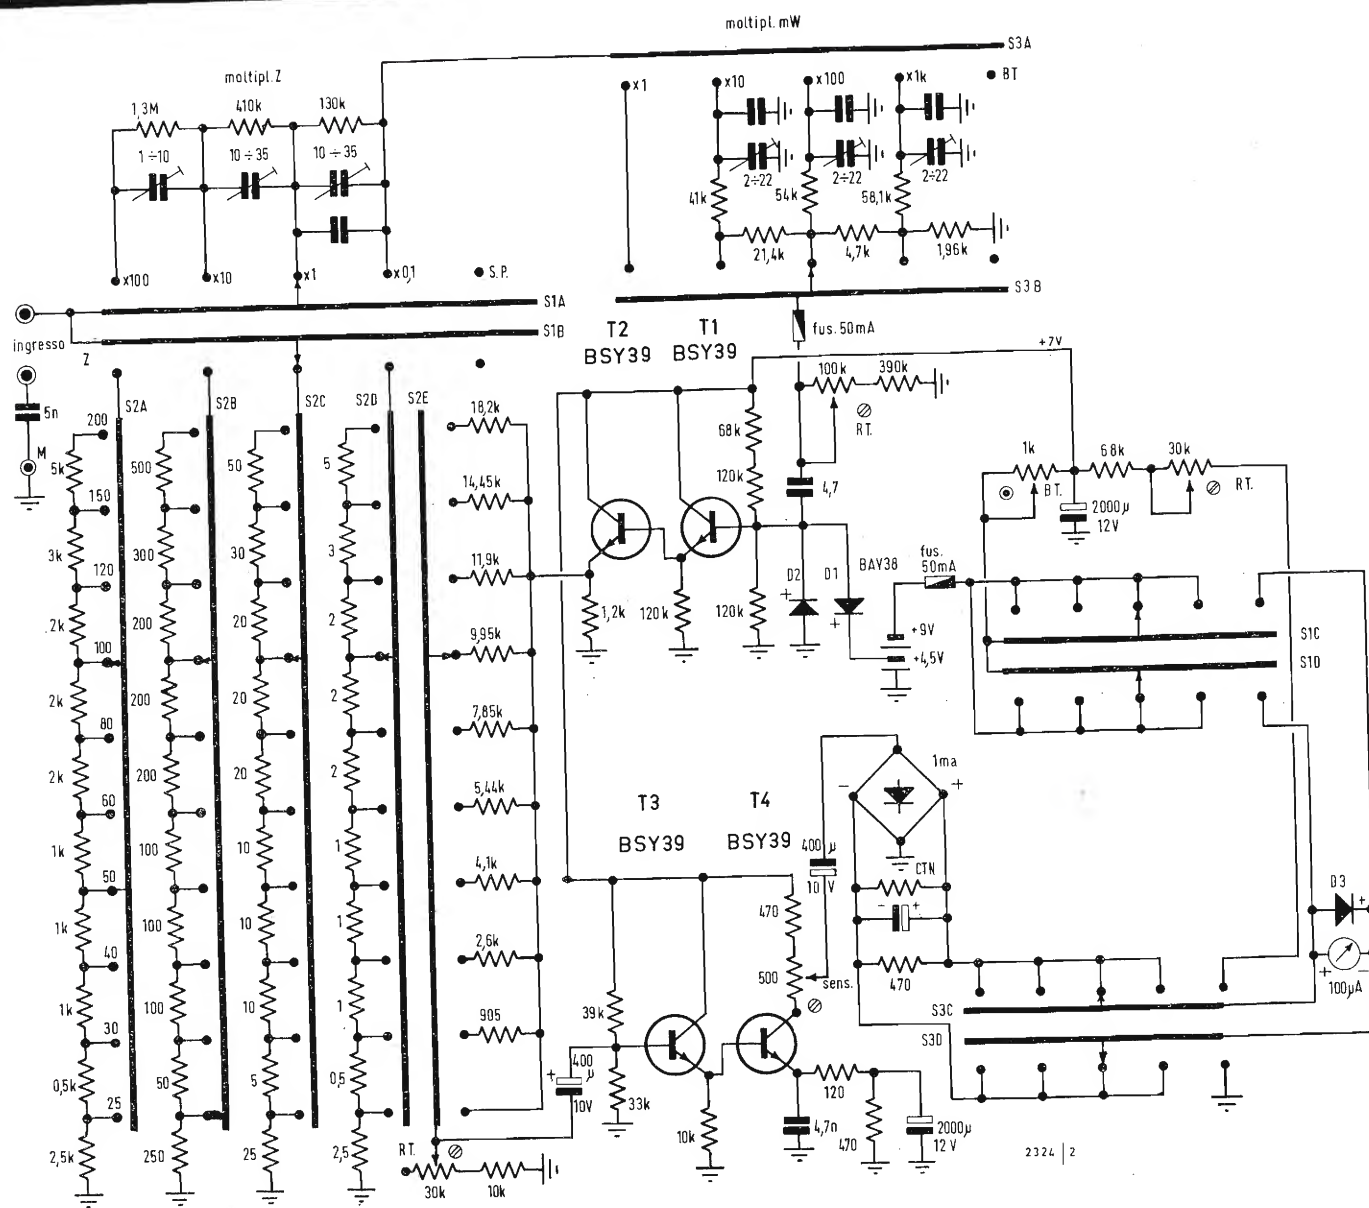 moltipl. mW
S3A
moltipl. Z
x1
x10
x100
x1k
BT
1,3M
410k
130k
1÷10
10÷35
10÷35
2÷22
2÷22
2÷22
41k
54k
58,1k
21,4k
4,7k
1,96k
x100
x10
x1
x0,1
S.P.
S1A
S3B
S1B
ingresso
Z
fus. 50mA
T2
BSY39
T1
BSY39
+7V
5n
M
S2A
S2B
S2C
S2D
S2E
100k
390k
RT.
200
5k
500
50
5
18,2k
68k
150
14,45k
120k
4,7
1k
BT.
68k
30k
RT.
2000µ
12V
3k
300
30
3
120
11,9k
1,2k
120k
120k
D2
+
D1
+
BAY38
fus.
50mA
2k
200
20
2
+9V
+4,5V
S1C
S1D
100
9,95k
2k
200
20
2
80
7,85k
2k
200
20
2
60
5,44k
1ma
-
+
T3
BSY39
T4
BSY39
1k
100
10
1
50
4,1k
400µ
10V
CTN
-
+
470
D3
+
1k
100
10
1
40
2,6k
500
sens.
470
+
-
100µA
1k
100
10
1
30
905
39k
S3C
S3D
0,5k
50
5
0,5
25
+
400
µ
10V
33k
120
2,5k
250
25
2,5
RT.
30k
10k
10k
4,7n
470
2000µ
12V
2324|2